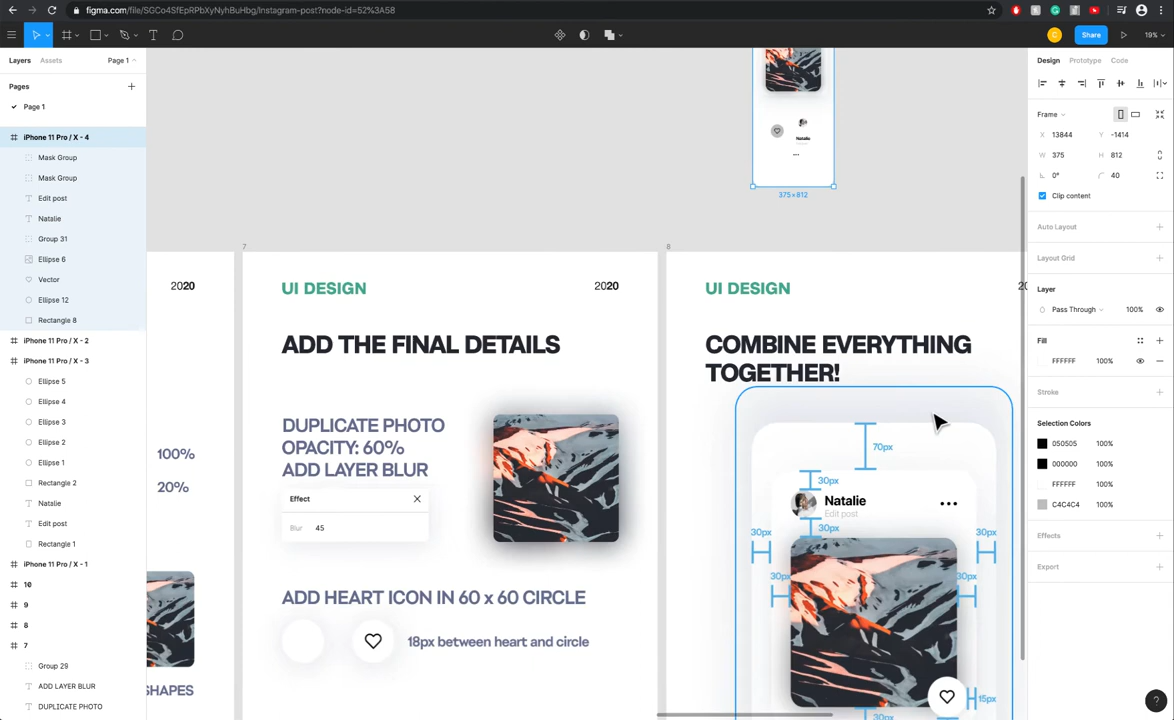 figma.com/file/SGCo4SfEpRPbXyNyhBuHbg/Instagram-post?node-id=52%3A58
Share
19%
Layers
Assets
Page 1
Pages
Page 1
iPhone 11 Pro / X - 4
Mask Group
Mask Group
Edit post
Natalie
Group 31
Ellipse 6
Vector
Ellipse 12
Rectangle 8
iPhone 11 Pro / X - 2
iPhone 11 Pro / X - 3
Ellipse 5
Ellipse 4
Ellipse 3
Ellipse 2
Ellipse 1
Rectangle 2
Natalie
Edit post
Rectangle 1
iPhone 11 Pro / X - 1
10
9
8
7
Group 29
ADD LAYER BLUR
DUPLICATE PHOTO
Natalie
375×812
2020
100%
20%
SHAPES
7
UI DESIGN
2020
ADD THE FINAL DETAILS
DUPLICATE PHOTO
OPACITY: 60%
ADD LAYER BLUR
Effect
Blur 45
ADD HEART ICON IN 60 x 60 CIRCLE
18px between heart and circle
8
UI DESIGN
20
COMBINE EVERYTHING
TOGETHER!
70px
30px
Natalie
Edit post
30px
30px
30px
30px
30px
15px
30px
Design
Prototype
Code
Frame
X 13844
Y -1414
W 375
H 812
0°
40
Clip content
Auto Layout
Layout Grid
Layer
Pass Through
100%
Fill
FFFFFF 100%
Stroke
Selection Colors
050505 100%
000000 100%
FFFFFF 100%
C4C4C4 100%
Effects
Export
?